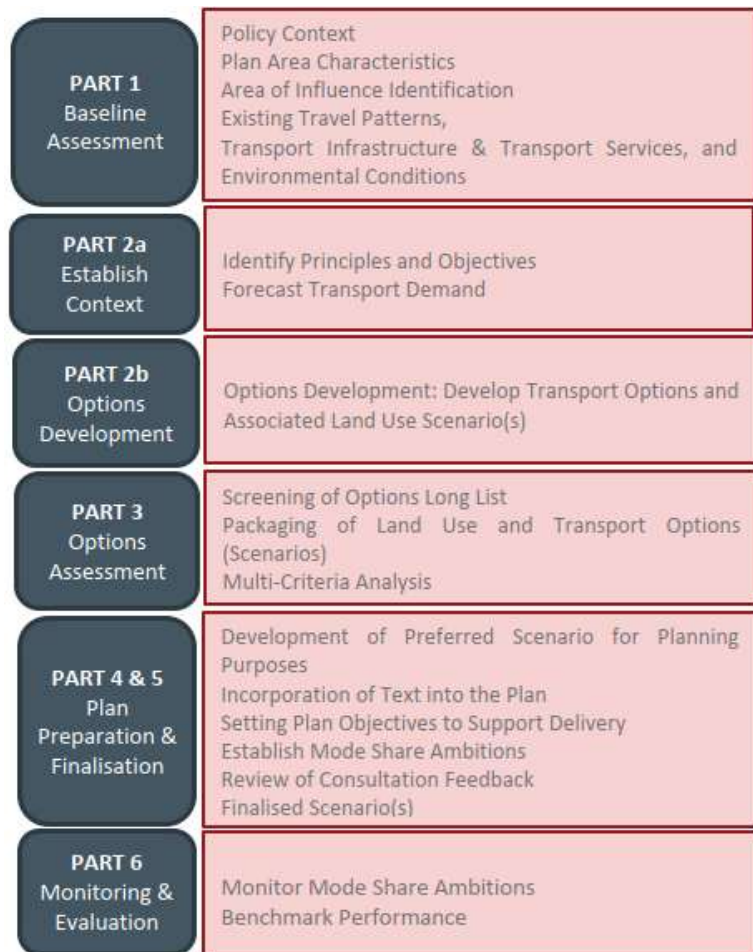 PART 1
Baseline
Assessment
Policy Context
Plan Area Characteristics
Area of Influence Identification
Existing Travel Patterns,
Transport Infrastructure & Transport Services, and
Environmental Conditions
PART 2a
Establish
Context
Identify Principles and Objectives
Forecast Transport Demand
PART 2b
Options
Development
Options Development: Develop Transport Options and
Associated Land Use Scenario(s)
PART 3
Options
Assessment
Screening of Options Long List
Packaging of Land Use and Transport Options
(Scenarios)
Multi-Criteria Analysis
PART 4 & 5
Plan
Preparation &
Finalisation
Development of Preferred Scenario for Planning
Purposes
Incorporation of Text into the Plan
Setting Plan Objectives to Support Delivery
Establish Mode Share Ambitions
Review of Consultation Feedback
Finalised Scenario(s)
PART 6
Monitoring &
Evaluation
Monitor Mode Share Ambitions
Benchmark Performance